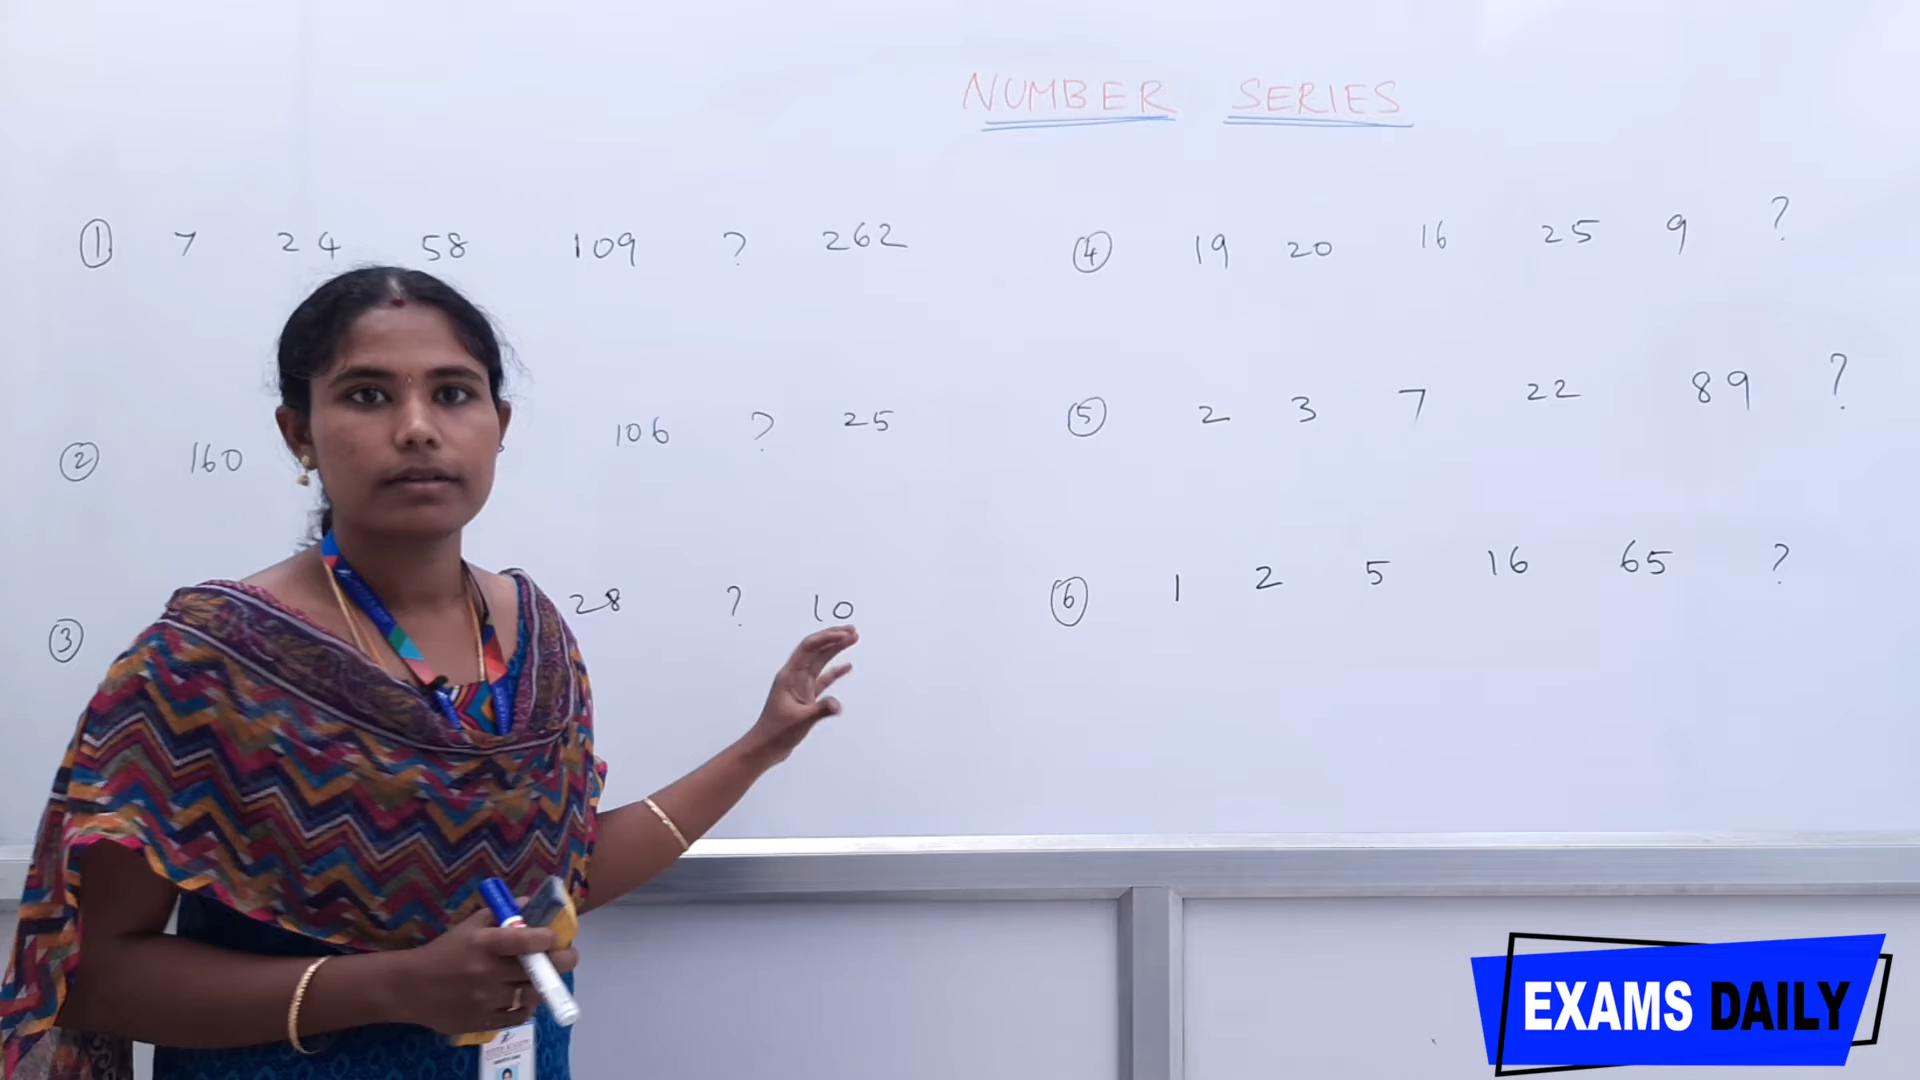 NUMBER SERIES
① 7 24 58 109 ? 262
② 160 106 ? 25
③ 28 ? 10
④ 19 20 16 25 9 ?
⑤ 2 3 7 22 89 ?
⑥ 1 2 5 16 65 ?
EXAMS DAILY